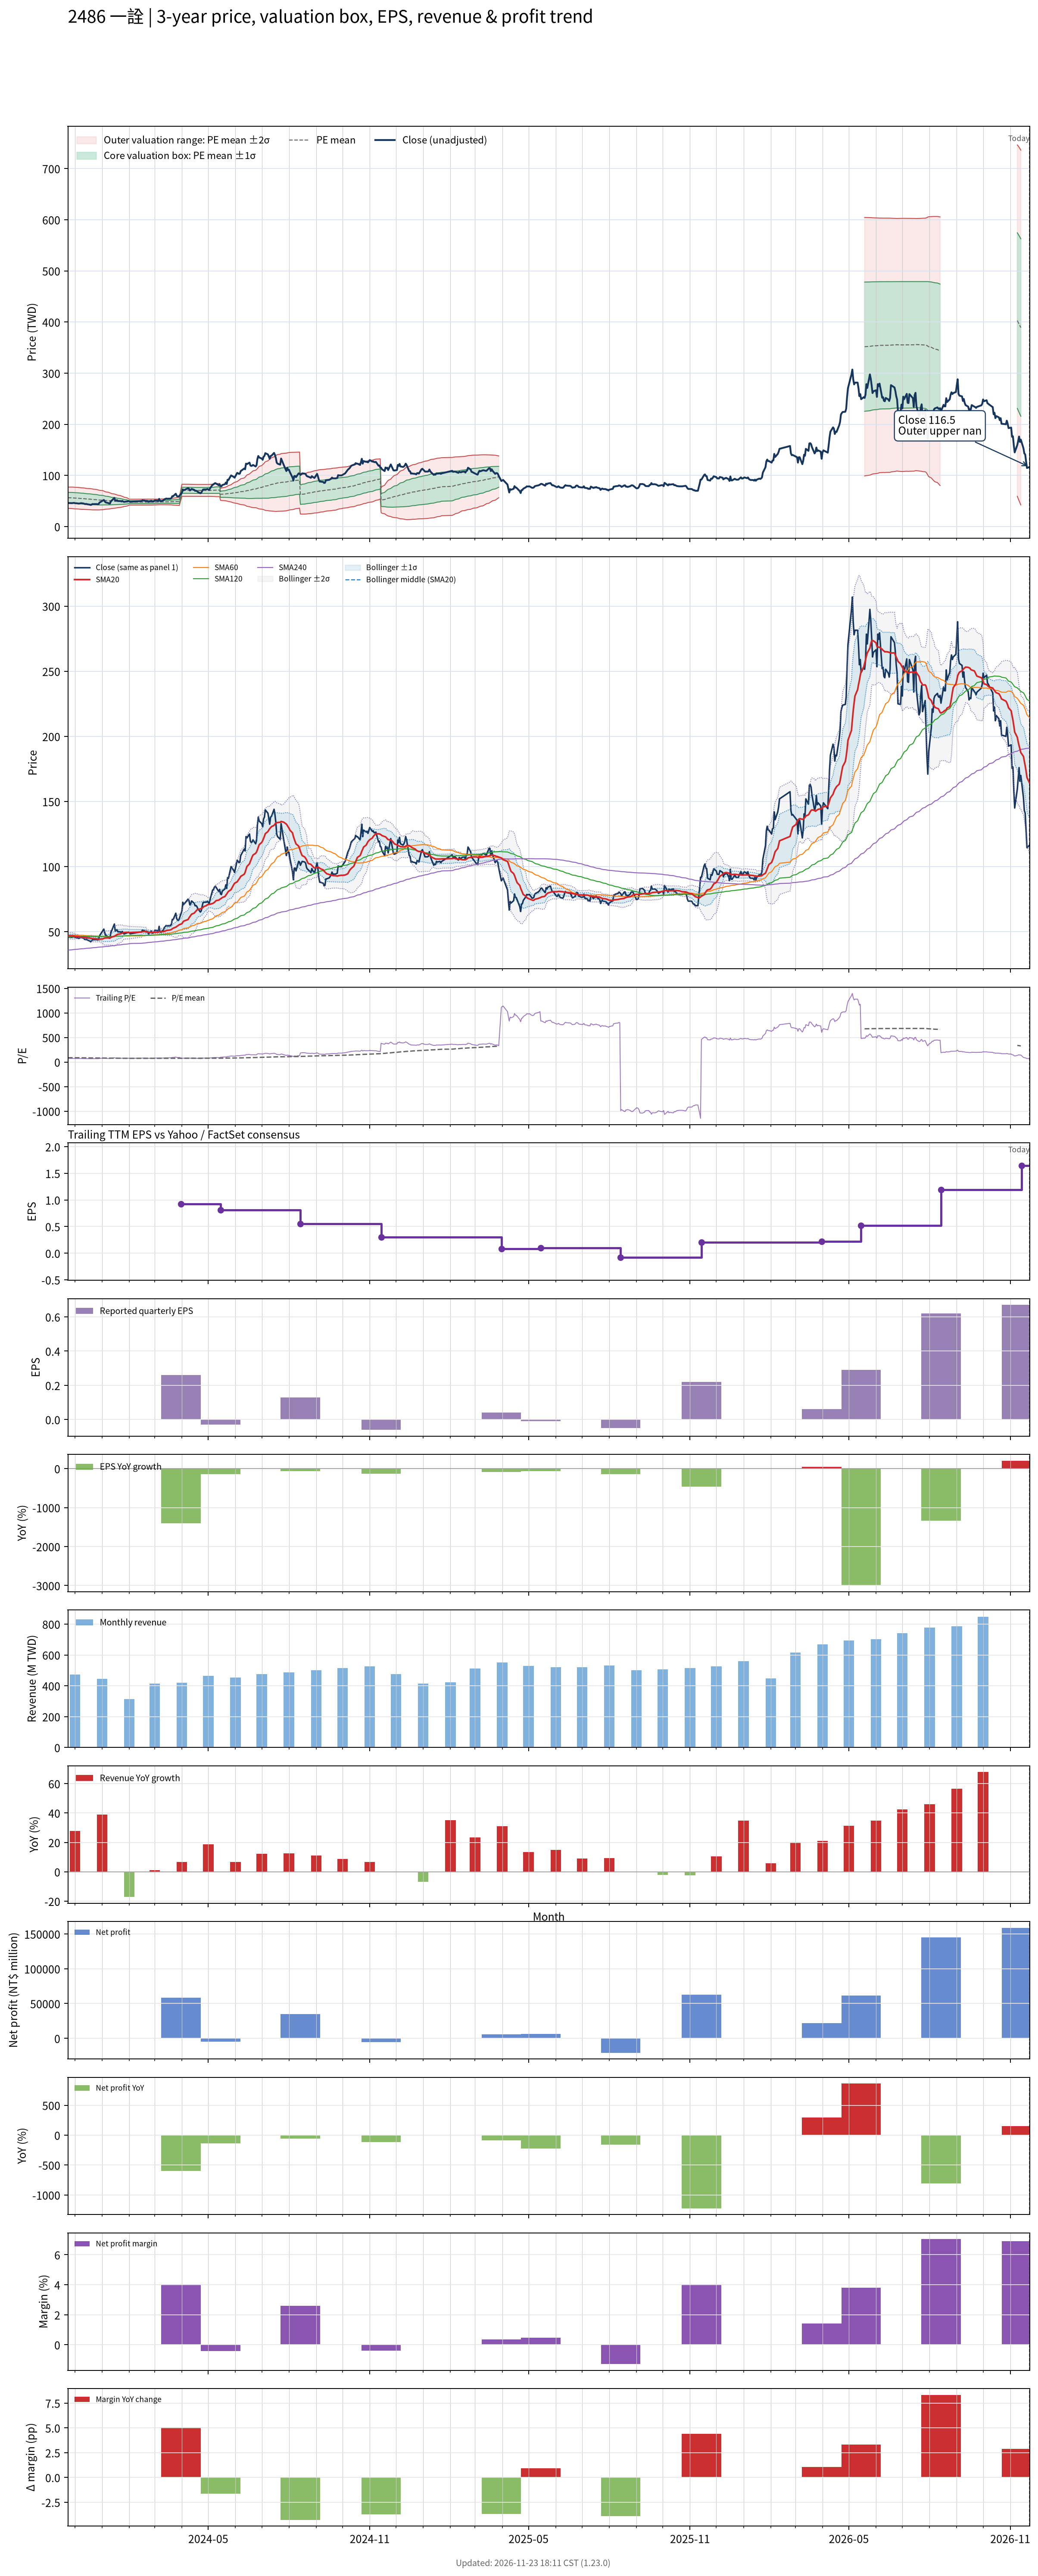 2486 一詮 | 3-year price, valuation box, EPS, revenue & profit trend
Outer valuation range: PE mean ±2σ
Core valuation box: PE mean ±1σ
PE mean
Close (unadjusted)
Today
Price (TWD)
700
600
500
400
300
200
100
0
Close 116.5
Outer upper nan
Close (same as panel 1)
SMA20
SMA60
SMA120
SMA240
Bollinger ±2σ
Bollinger ±1σ
Bollinger middle (SMA20)
Price
300
250
200
150
100
50
Trailing P/E
P/E mean
P/E
1500
1000
500
0
-500
-1000
Trailing TTM EPS vs Yahoo / FactSet consensus
Today
EPS
2.0
1.5
1.0
0.5
0.0
-0.5
Reported quarterly EPS
EPS
0.6
0.4
0.2
0.0
EPS YoY growth
YoY (%)
0
-1000
-2000
-3000
Monthly revenue
Revenue (M TWD)
800
600
400
200
0
Revenue YoY growth
YoY (%)
60
40
20
0
-20
Month
Net profit
Net profit (NT$ million)
150000
100000
50000
0
Net profit YoY
YoY (%)
500
0
-500
-1000
Net profit margin
Margin (%)
6
4
2
0
Margin YoY change
Δ margin (pp)
7.5
5.0
2.5
0.0
-2.5
2024-05
2024-11
2025-05
2025-11
2026-05
2026-11
Updated: 2026-11-23 18:11 CST (1.23.0)